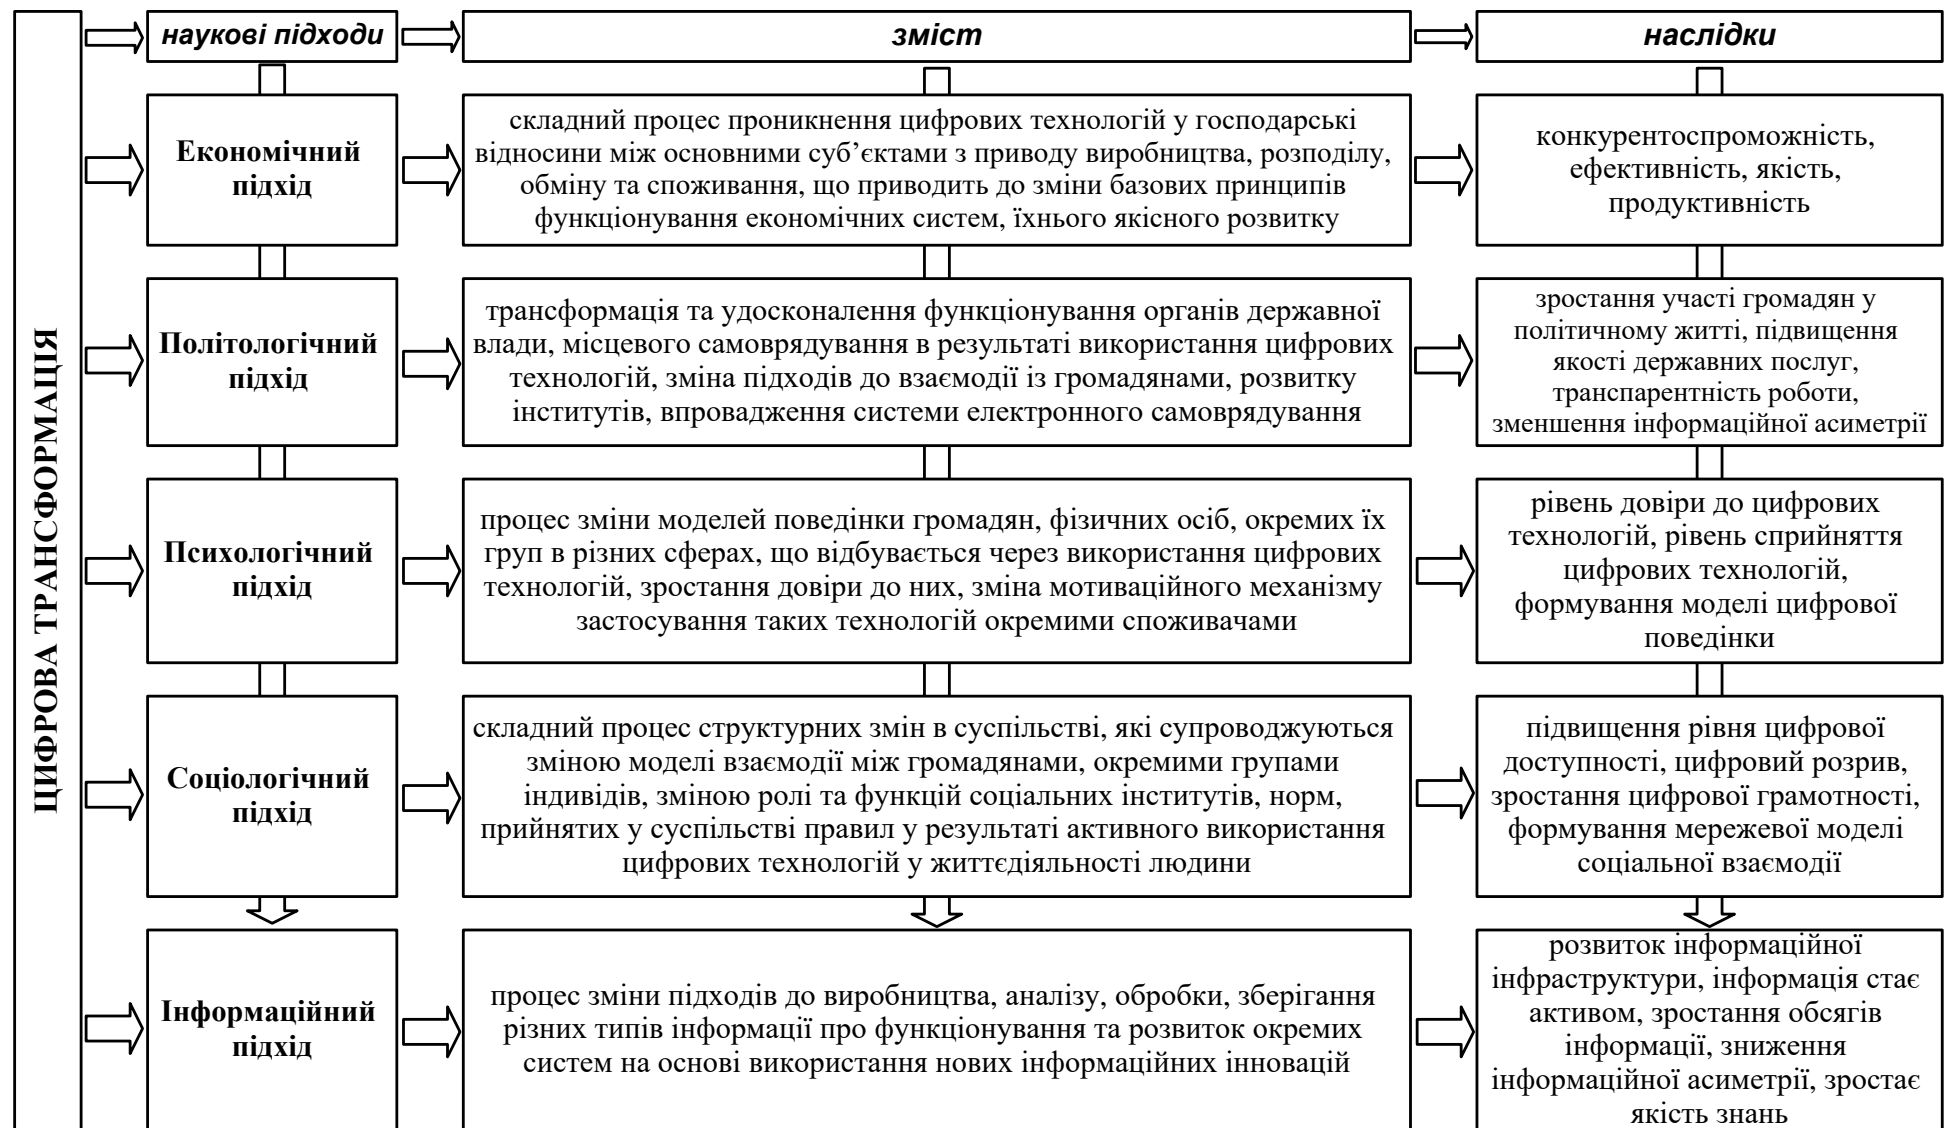 ЦИФРОВА ТРАНСФОРМАЦІЯ
наукові підходи
зміст
наслідки
Економічний
підхід
складний процес проникнення цифрових технологій у господарські
відносини між основними суб’єктами з приводу виробництва, розподілу,
обміну та споживання, що приводить до зміни базових принципів
функціонування економічних систем, їхнього якісного розвитку
конкурентоспроможність,
ефективність, якість,
продуктивність
Політологічний
підхід
трансформація та удосконалення функціонування органів державної
влади, місцевого самоврядування в результаті використання цифрових
технологій, зміна підходів до взаємодії із громадянами, розвитку
інститутів, впровадження системи електронного самоврядування
зростання участі громадян у
політичному житті, підвищення
якості державних послуг,
транспарентність роботи,
зменшення інформаційної асиметрії
Психологічний
підхід
процес зміни моделей поведінки громадян, фізичних осіб, окремих їх
груп в різних сферах, що відбувається через використання цифрових
технологій, зростання довіри до них, зміна мотиваційного механізму
застосування таких технологій окремими споживачами
рівень довіри до цифрових
технологій, рівень сприйняття
цифрових технологій,
формування моделі цифрової
поведінки
Соціологічний
підхід
складний процес структурних змін в суспільстві, які супроводжуються
зміною моделі взаємодії між громадянами, окремими групами
індивідів, зміною ролі та функцій соціальних інститутів, норм,
прийнятих у суспільстві правил у результаті активного використання
цифрових технологій у життєдіяльності людини
підвищення рівня цифрової
доступності, цифровий розрив,
зростання цифрової грамотності,
формування мережевої моделі
соціальної взаємодії
Інформаційний
підхід
процес зміни підходів до виробництва, аналізу, обробки, зберігання
різних типів інформації про функціонування та розвиток окремих
систем на основі використання нових інформаційних інновацій
розвиток інформаційної
інфраструктури, інформація стає
активом, зростання обсягів
інформації, зниження
інформаційної асиметрії, зростає
якість знань